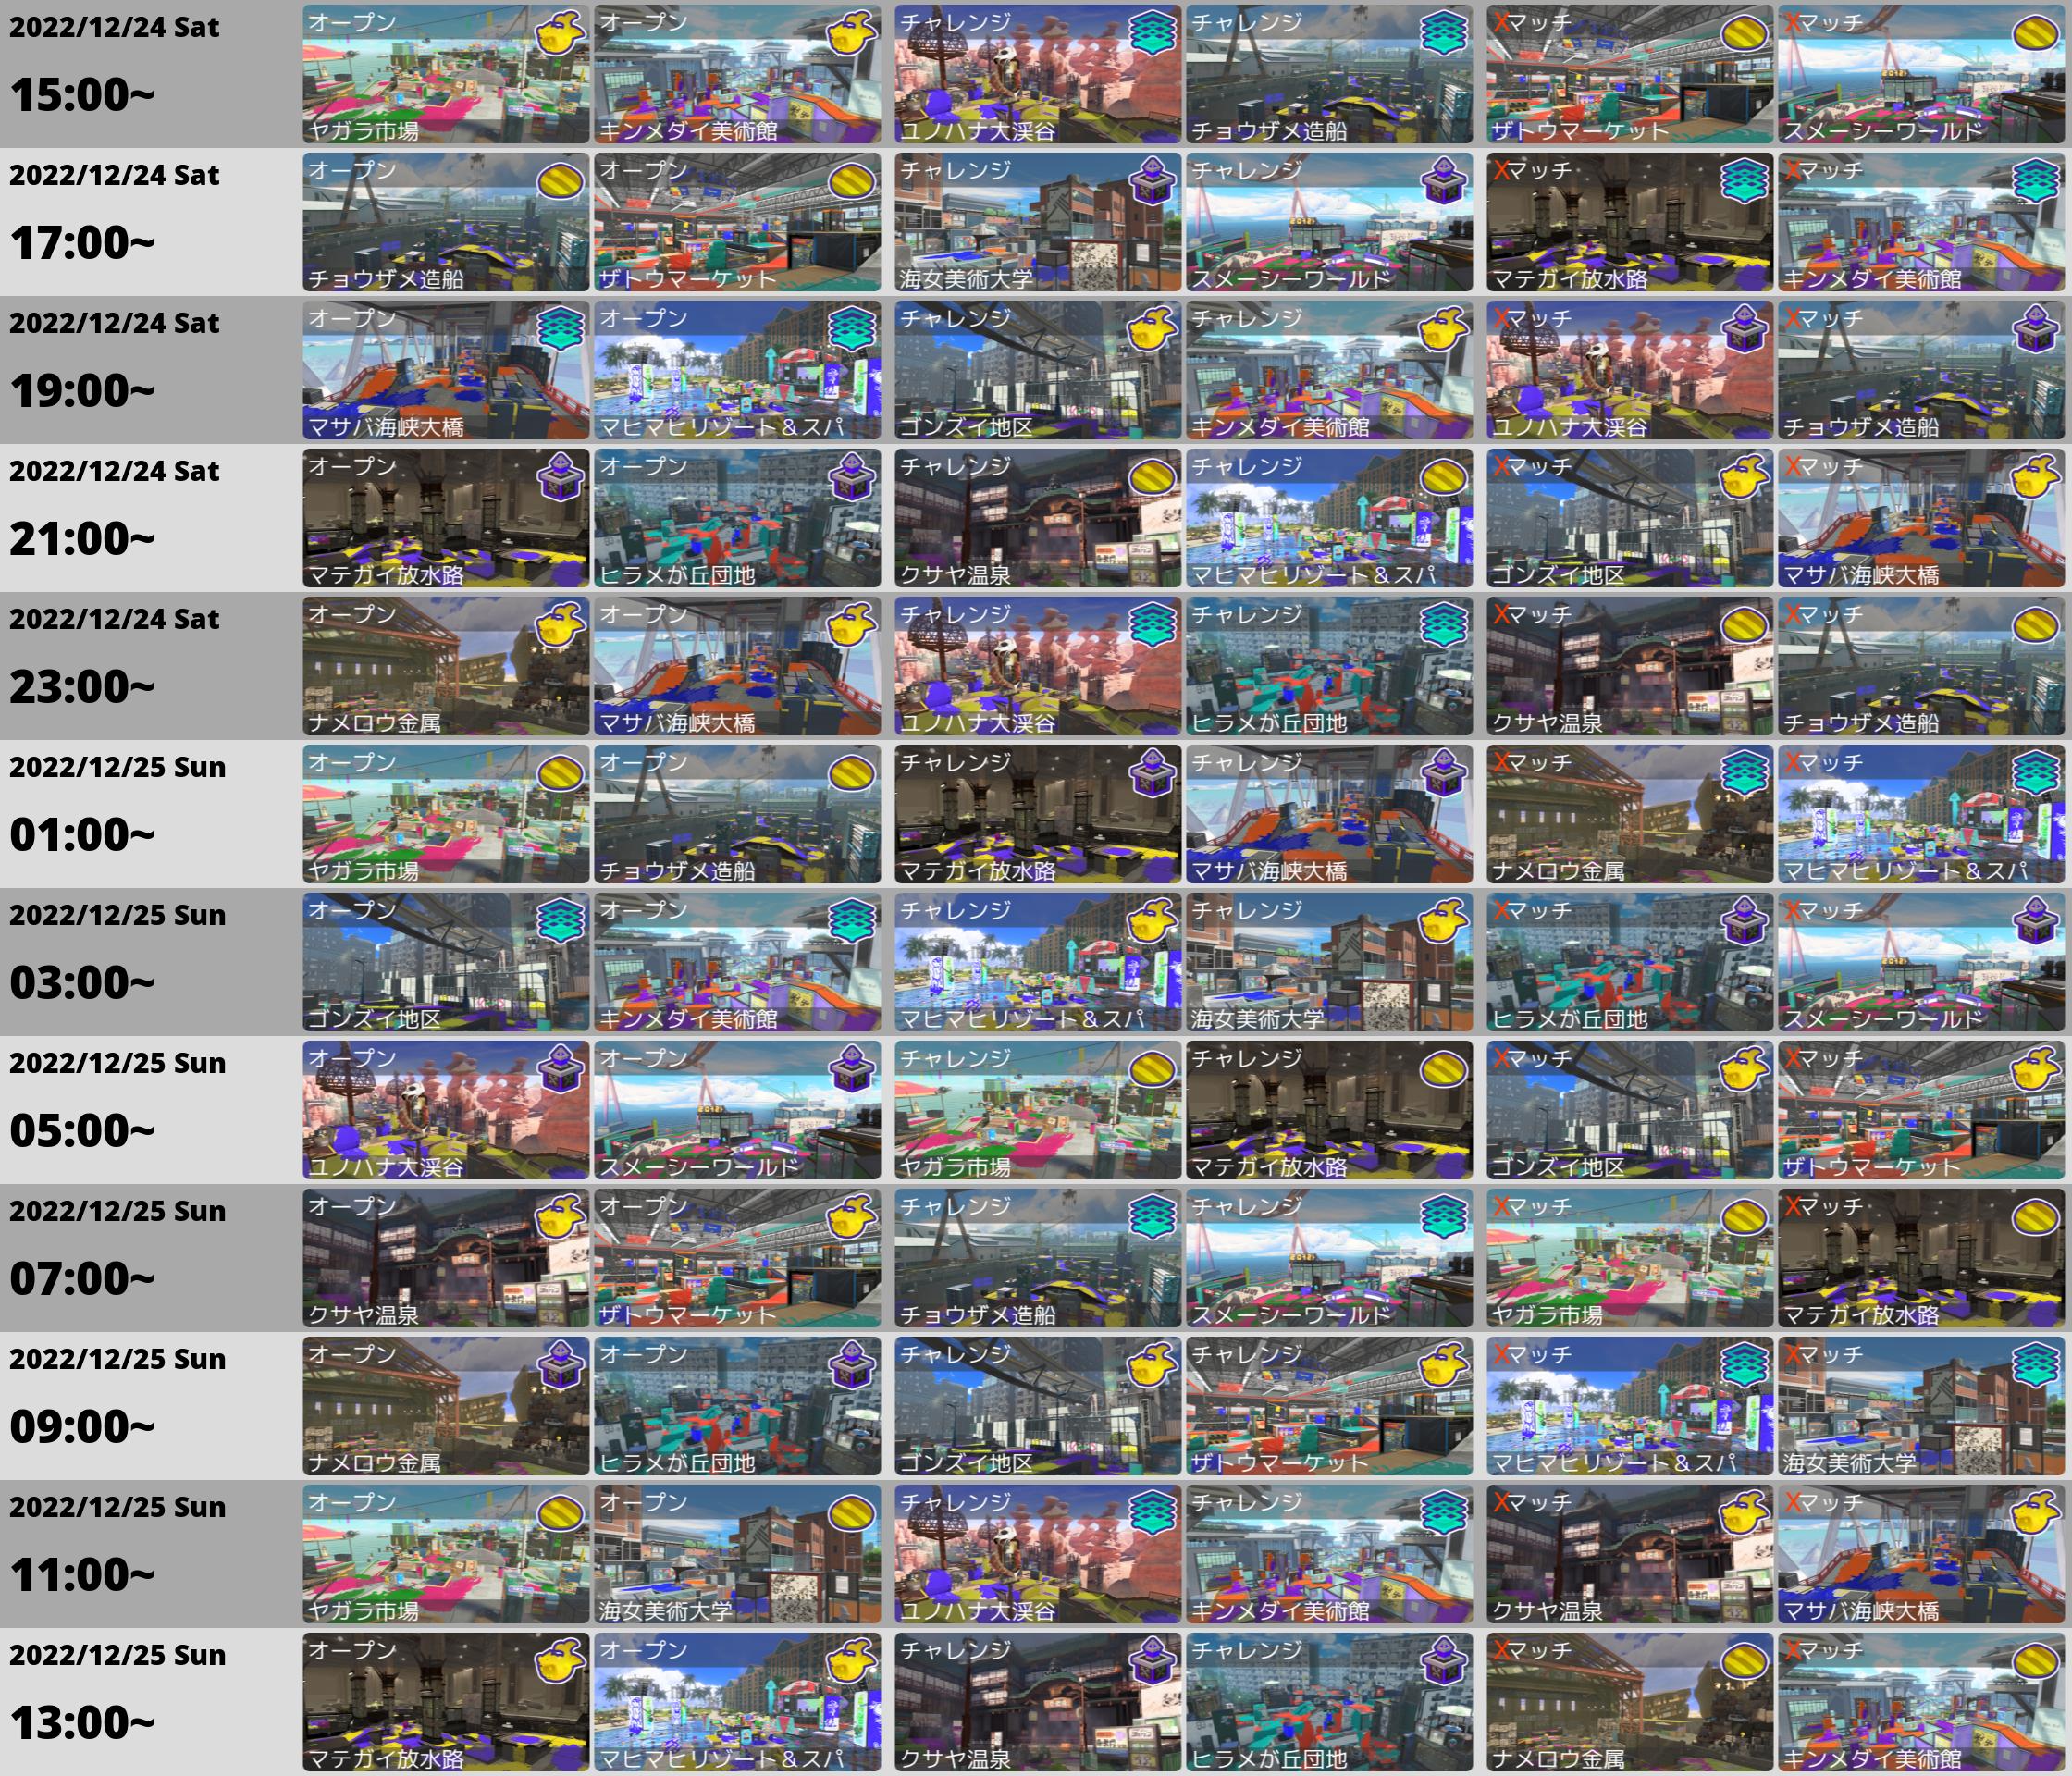 2022/12/24 Sat
15:00~
オープン オープン チャレンジ チャレンジ Xマッチ Xマッチ
ヤガラ市場 キンメダイ美術館 ユノハナ大渓谷 チョウザメ造船 ザトウマーケット スメーシーワールド
2022/12/24 Sat
17:00~
オープン オープン チャレンジ チャレンジ Xマッチ Xマッチ
チョウザメ造船 ザトウマーケット 海女美術大学 スメーシーワールド マテガイ放水路 キンメダイ美術館
2022/12/24 Sat
19:00~
オープン オープン チャレンジ チャレンジ Xマッチ Xマッチ
マサバ海峡大橋 マヒマヒリゾート&スパ ゴンズイ地区 キンメダイ美術館 ユノハナ大渓谷 チョウザメ造船
2022/12/24 Sat
21:00~
オープン オープン チャレンジ チャレンジ Xマッチ Xマッチ
マテガイ放水路 ヒラメが丘団地 クサヤ温泉 マヒマヒリゾート&スパ ゴンズイ地区 マサバ海峡大橋
2022/12/24 Sat
23:00~
オープン オープン チャレンジ チャレンジ Xマッチ Xマッチ
ナメロウ金属 マサバ海峡大橋 ユノハナ大渓谷 ヒラメが丘団地 クサヤ温泉 チョウザメ造船
2022/12/25 Sun
01:00~
オープン オープン チャレンジ チャレンジ Xマッチ Xマッチ
ヤガラ市場 チョウザメ造船 マテガイ放水路 マサバ海峡大橋 ナメロウ金属 マヒマヒリゾート&スパ
2022/12/25 Sun
03:00~
オープン オープン チャレンジ チャレンジ Xマッチ Xマッチ
ゴンズイ地区 キンメダイ美術館 マヒマヒリゾート&スパ 海女美術大学 ヒラメが丘団地 スメーシーワールド
2022/12/25 Sun
05:00~
オープン オープン チャレンジ チャレンジ Xマッチ Xマッチ
ユノハナ大渓谷 スメーシーワールド ヤガラ市場 マテガイ放水路 ゴンズイ地区 ザトウマーケット
2022/12/25 Sun
07:00~
オープン オープン チャレンジ チャレンジ Xマッチ Xマッチ
クサヤ温泉 ザトウマーケット チョウザメ造船 スメーシーワールド ヤガラ市場 マテガイ放水路
2022/12/25 Sun
09:00~
オープン オープン チャレンジ チャレンジ Xマッチ Xマッチ
ナメロウ金属 ヒラメが丘団地 ゴンズイ地区 ザトウマーケット マヒマヒリゾート&スパ 海女美術大学
2022/12/25 Sun
11:00~
オープン オープン チャレンジ チャレンジ Xマッチ Xマッチ
ヤガラ市場 海女美術大学 ユノハナ大渓谷 キンメダイ美術館 クサヤ温泉 マサバ海峡大橋
2022/12/25 Sun
13:00~
オープン オープン チャレンジ チャレンジ Xマッチ Xマッチ
マテガイ放水路 マヒマヒリゾート&スパ クサヤ温泉 ヒラメが丘団地 ナメロウ金属 キンメダイ美術館